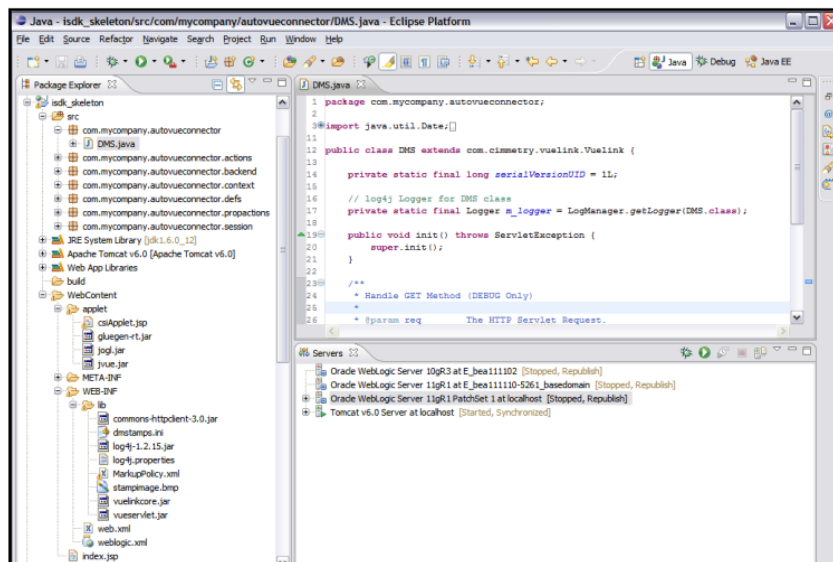 Java - isdk_skeleton/src/com/mycompany/autovueconnector/DMS.java - Eclipse Platform
File Edit Source Refactor Navigate Search Project Run Window Help
Java Debug Java EE
Package Explorer
isdk_skeleton
src
com.mycompany.autovueconnector
DMS.java
com.mycompany.autovueconnector.actions
com.mycompany.autovueconnector.backend
com.mycompany.autovueconnector.context
com.mycompany.autovueconnector.defs
com.mycompany.autovueconnector.propactions
com.mycompany.autovueconnector.session
JRE System Library [jdk1.6.0_12]
Apache Tomcat v6.0 [Apache Tomcat v6.0]
Web App Libraries
build
WebContent
applet
csiApplet.jsp
gluegen-rt.jar
jogl.jar
jvue.jar
META-INF
WEB-INF
lib
commons-httpclient-3.0.jar
dmstamps.ini
log4j-1.2.15.jar
log4j.properties
MarkupPolicy.xml
stampimage.bmp
vuelinkcore.jar
vueservlet.jar
web.xml
weblogic.xml
index.jsp
DMS.java
1 package com.mycompany.autovueconnector;
2
3 import java.util.Date;
11
12 public class DMS extends com.cimmetry.vuelink.Vuelink {
13
14 private static final long serialVersionUID = 1L;
15
16 // log4j Logger for DMS class
17 private static final Logger m_logger = LogManager.getLogger(DMS.class);
18
19 public void init() throws ServletException {
20 super.init();
21 }
22
23 /**
24 * Handle GET Method (DEBUG Only)
25 *
26 * @param req The HTTP Servlet Request.
Servers
Oracle WebLogic Server 10gR3 at E_bea111102 [Stopped, Republish]
Oracle WebLogic Server 11gR1 at E_bea111110-5261_basedomain [Stopped, Republish]
Oracle WebLogic Server 11gR1 PatchSet 1 at localhost [Stopped, Republish]
Tomcat v6.0 Server at localhost [Started, Synchronized]